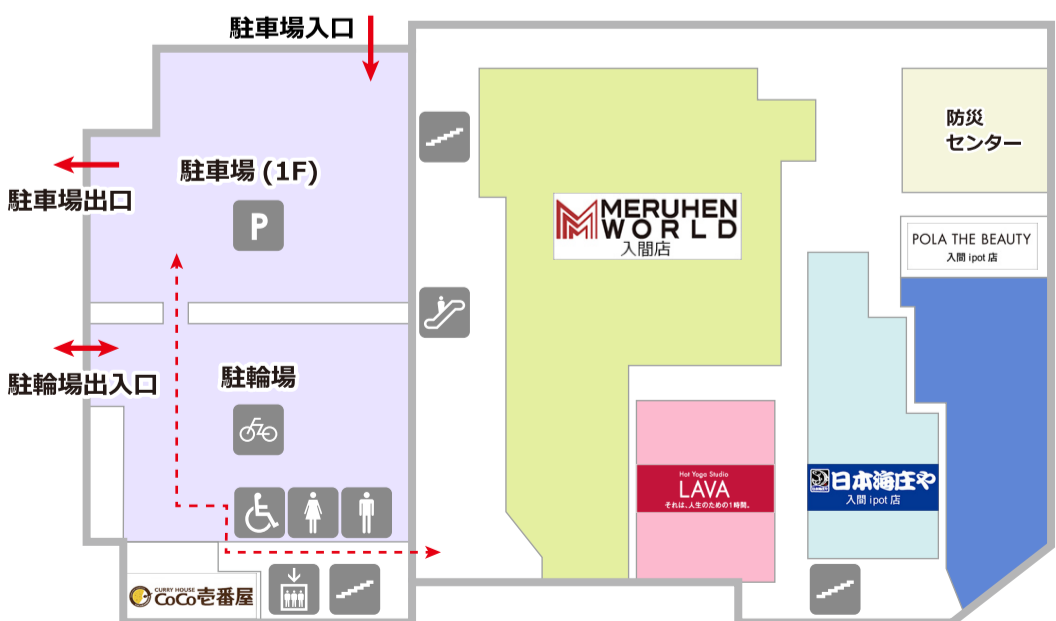 駐車場入口
駐車場出口
駐車場 (1F)
P
駐輪場出入口
駐輪場
CURRY HOUSE
CoCo壱番屋
MERUHEN
WORLD
入間店
防災
センター
POLA THE BEAUTY
入間 ipot 店
Hot Yoga Studio
LAVA
それは、人生のための1時間。
日本海庄や
入間 ipot 店